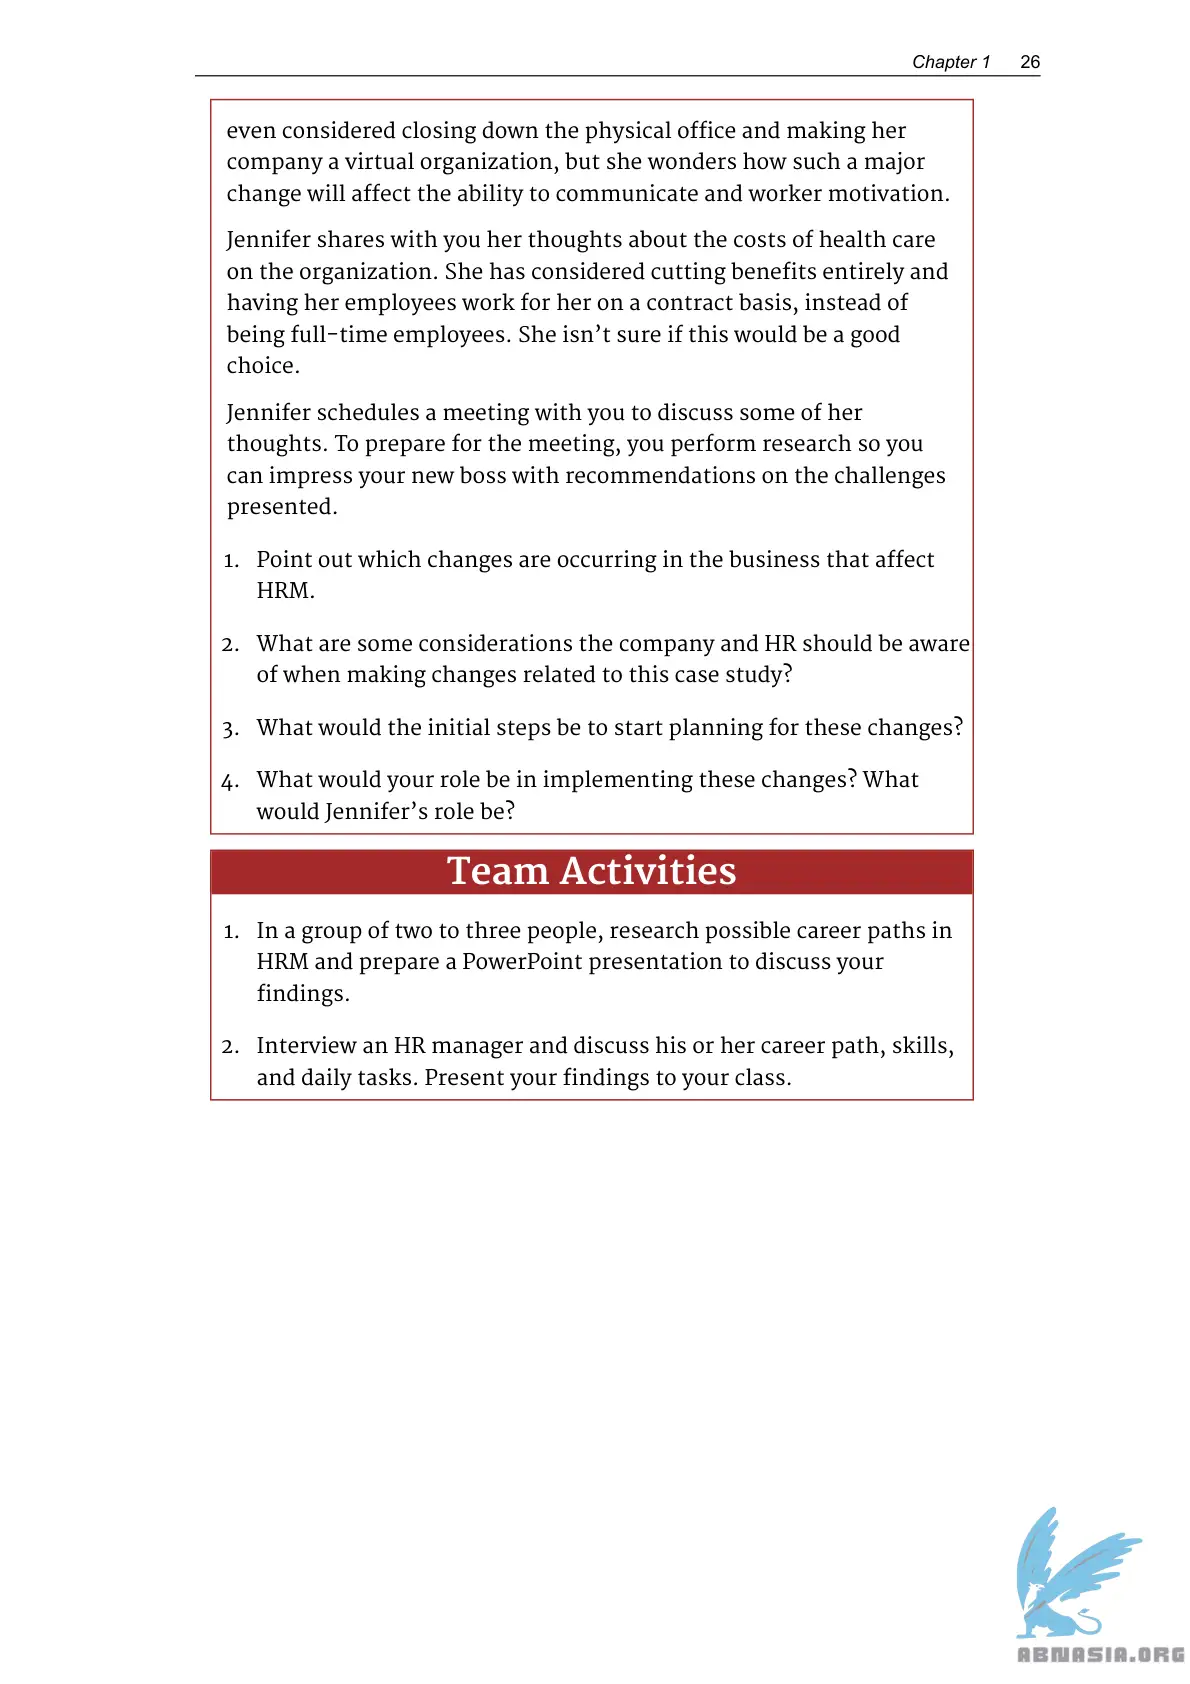 Chapter 1 26
even considered closing down the physical office and making her
company a virtual organization, but she wonders how such a major
change will affect the ability to communicate and worker motivation.
Jennifer shares with you her thoughts about the costs of health care
on the organization. She has considered cutting benefits entirely and
having her employees work for her on a contract basis, instead of
being full-time employees. She isn’t sure if this would be a good
choice.
Jennifer schedules a meeting with you to discuss some of her
thoughts. To prepare for the meeting, you perform research so you
can impress your new boss with recommendations on the challenges
presented.
1. Point out which changes are occurring in the business that affect
HRM.
2. What are some considerations the company and HR should be aware
of when making changes related to this case study?
3. What would the initial steps be to start planning for these changes?
4. What would your role be in implementing these changes? What
would Jennifer’s role be?
Team Activities
1. In a group of two to three people, research possible career paths in
HRM and prepare a PowerPoint presentation to discuss your
findings.
2. Interview an HR manager and discuss his or her career path, skills,
and daily tasks. Present your findings to your class.
ABNASIA.ORG